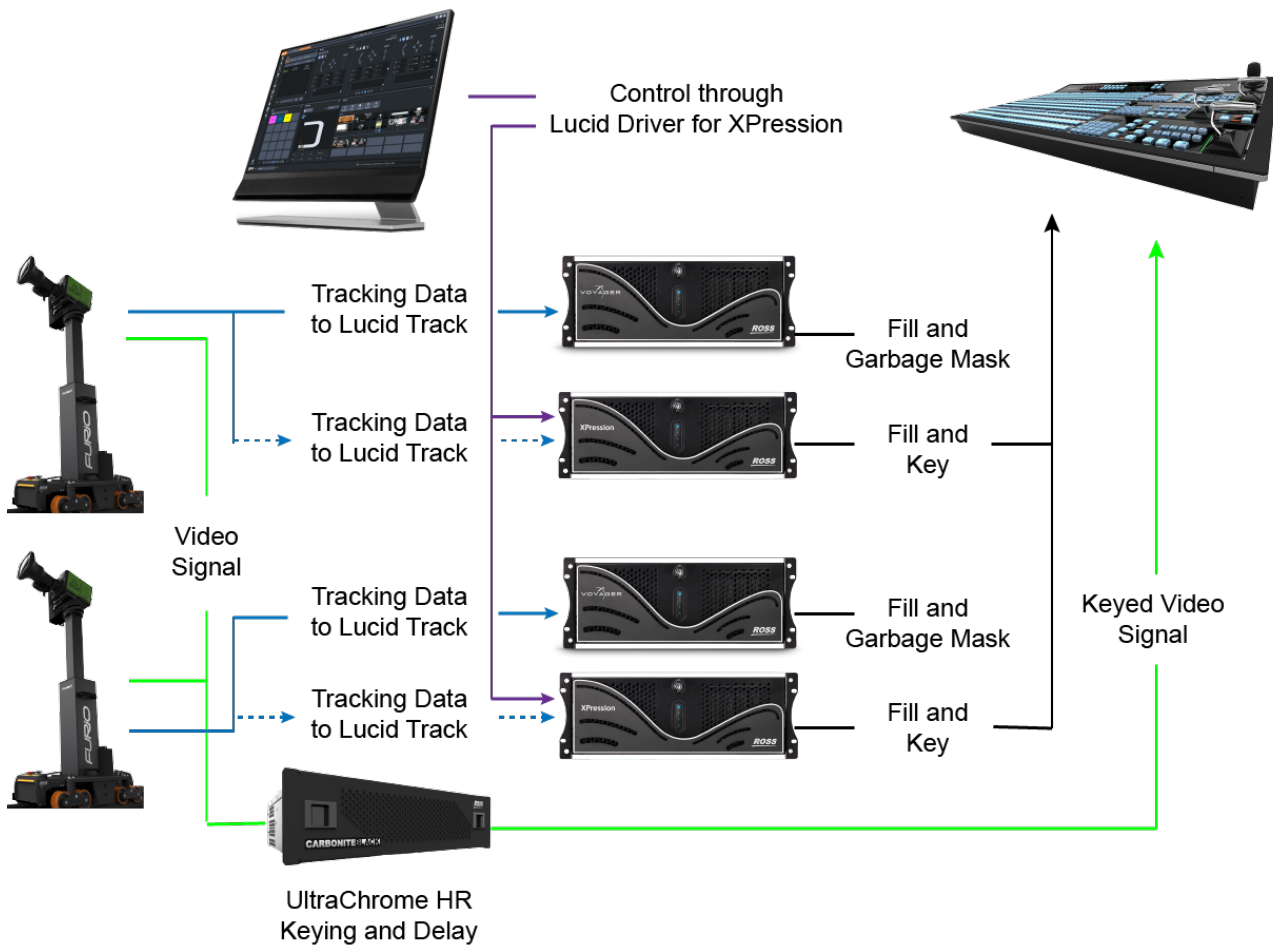 Control through
Lucid Driver for XPression
Tracking Data
to Lucid Track
VOYAGER
ROSS
Fill and
Garbage Mask
FURIO
Tracking Data
to Lucid Track
XPression
ROSS
Fill and
Key
Video
Signal
Tracking Data
to Lucid Track
VOYAGER
ROSS
Fill and
Garbage Mask
Keyed Video
Signal
FURIO
Tracking Data
to Lucid Track
XPression
ROSS
Fill and
Key
CARBONITEBLACK
UltraChrome HR
Keying and Delay